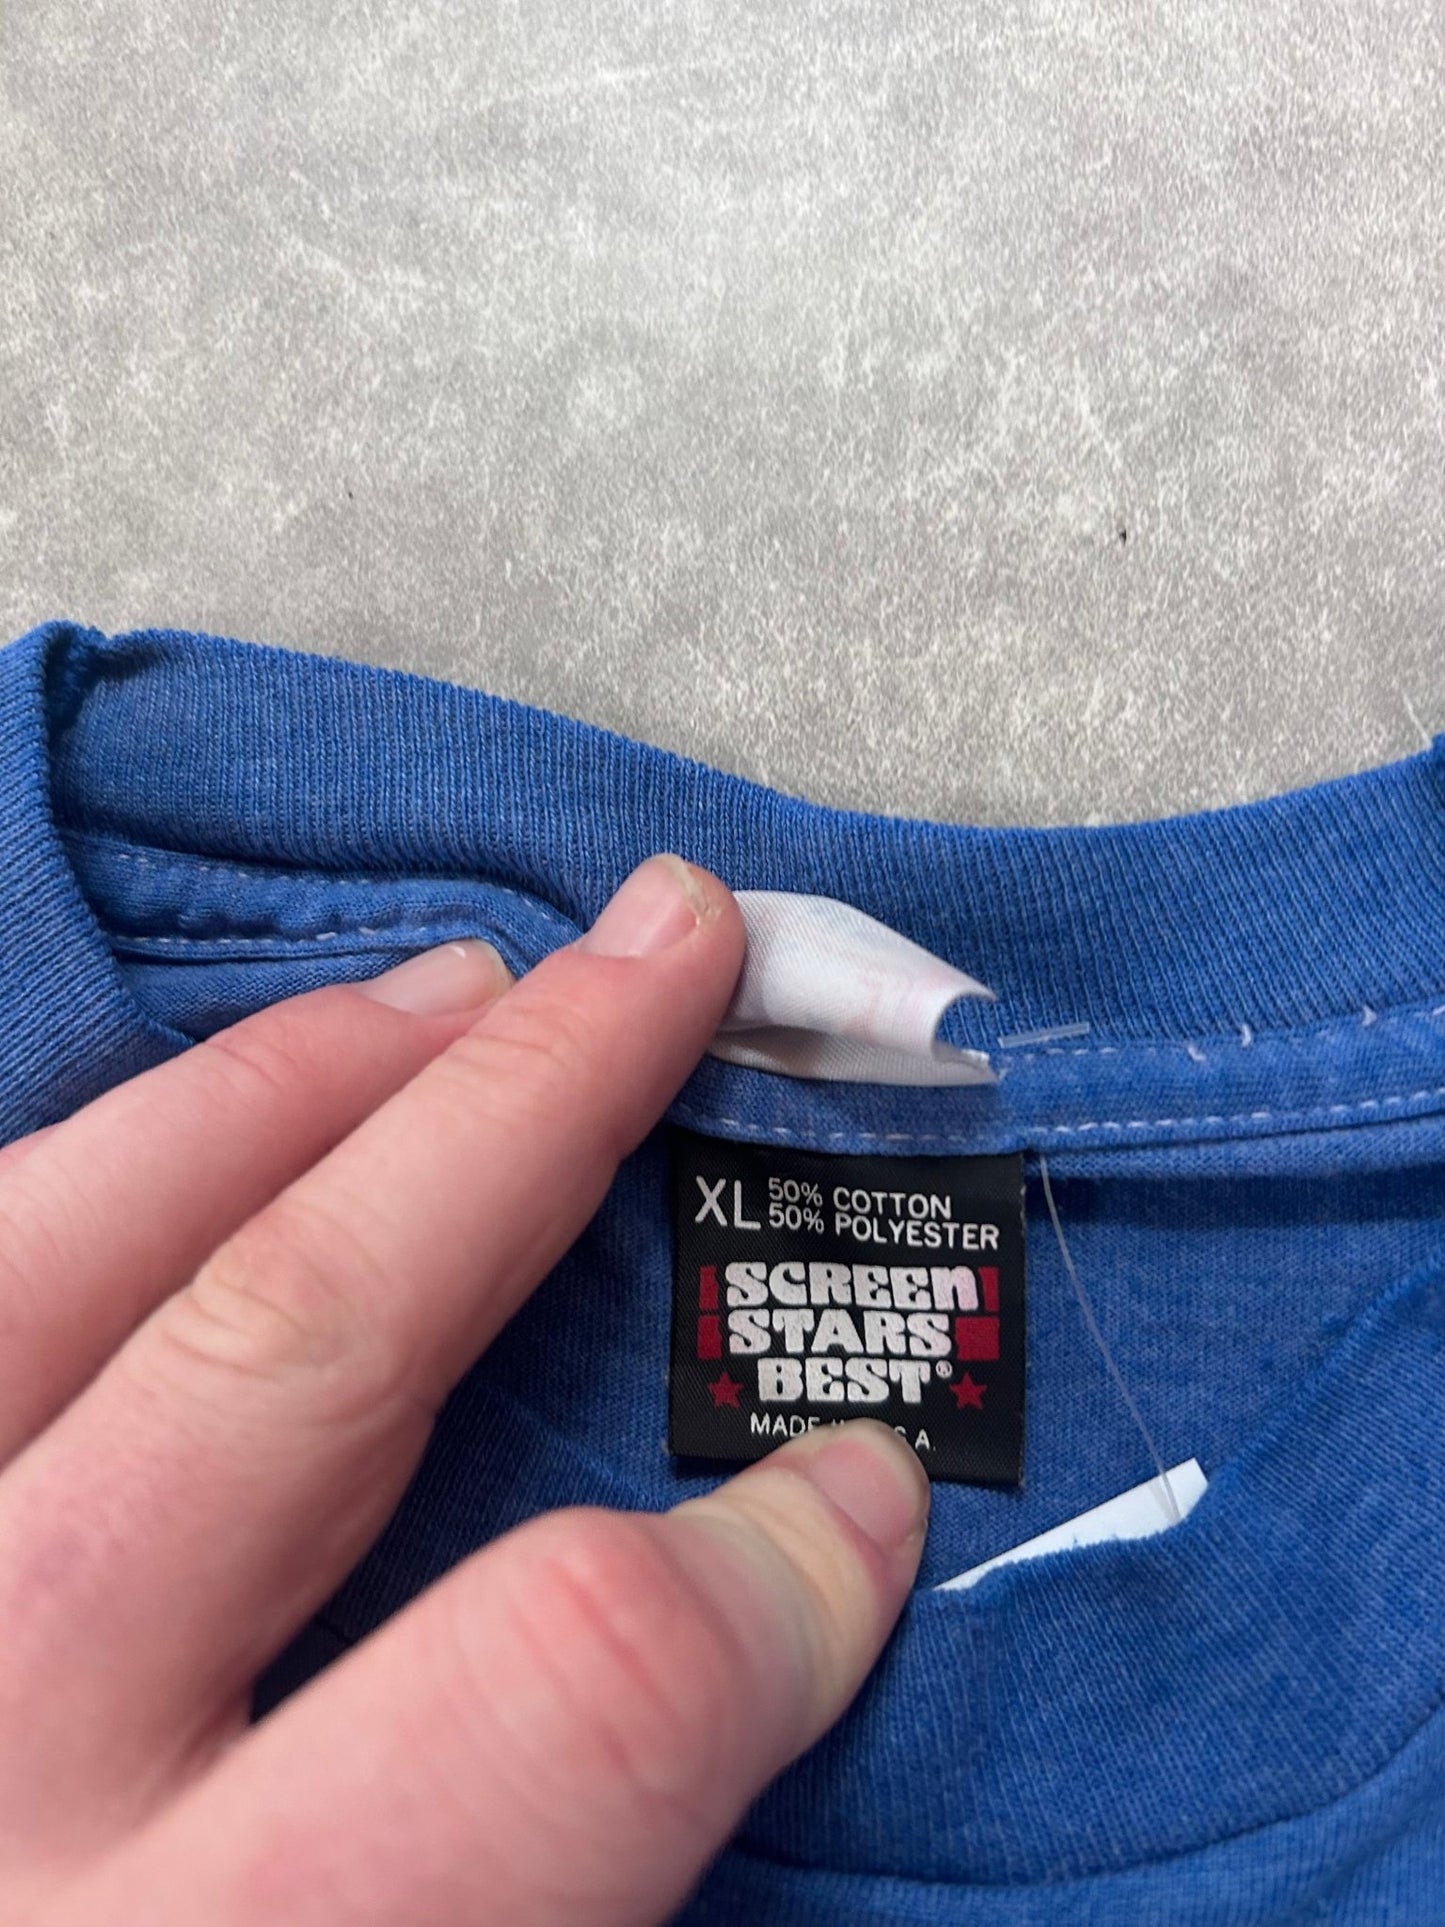 XL 50% COTTON
50% POLYESTER
SCREEN
STARS
BEST®
MADE